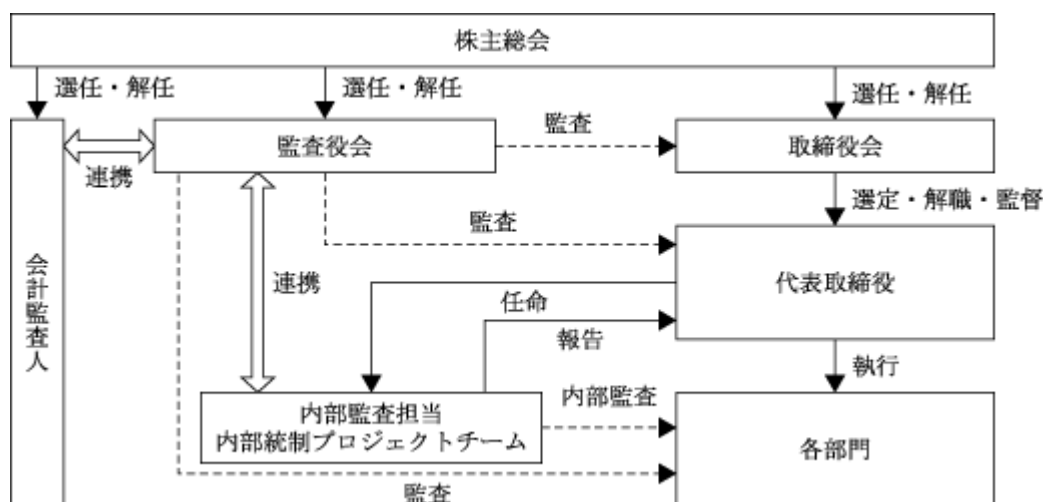 株主総会
選任・解任
選任・解任
選任・解任
監査役会
監査
取締役会
連携
選定・解職・監督
監査
会計監査人
連携
代表取締役
任命
報告
執行
内部監査担当
内部統制プロジェクトチーム
内部監査
各部門
監査